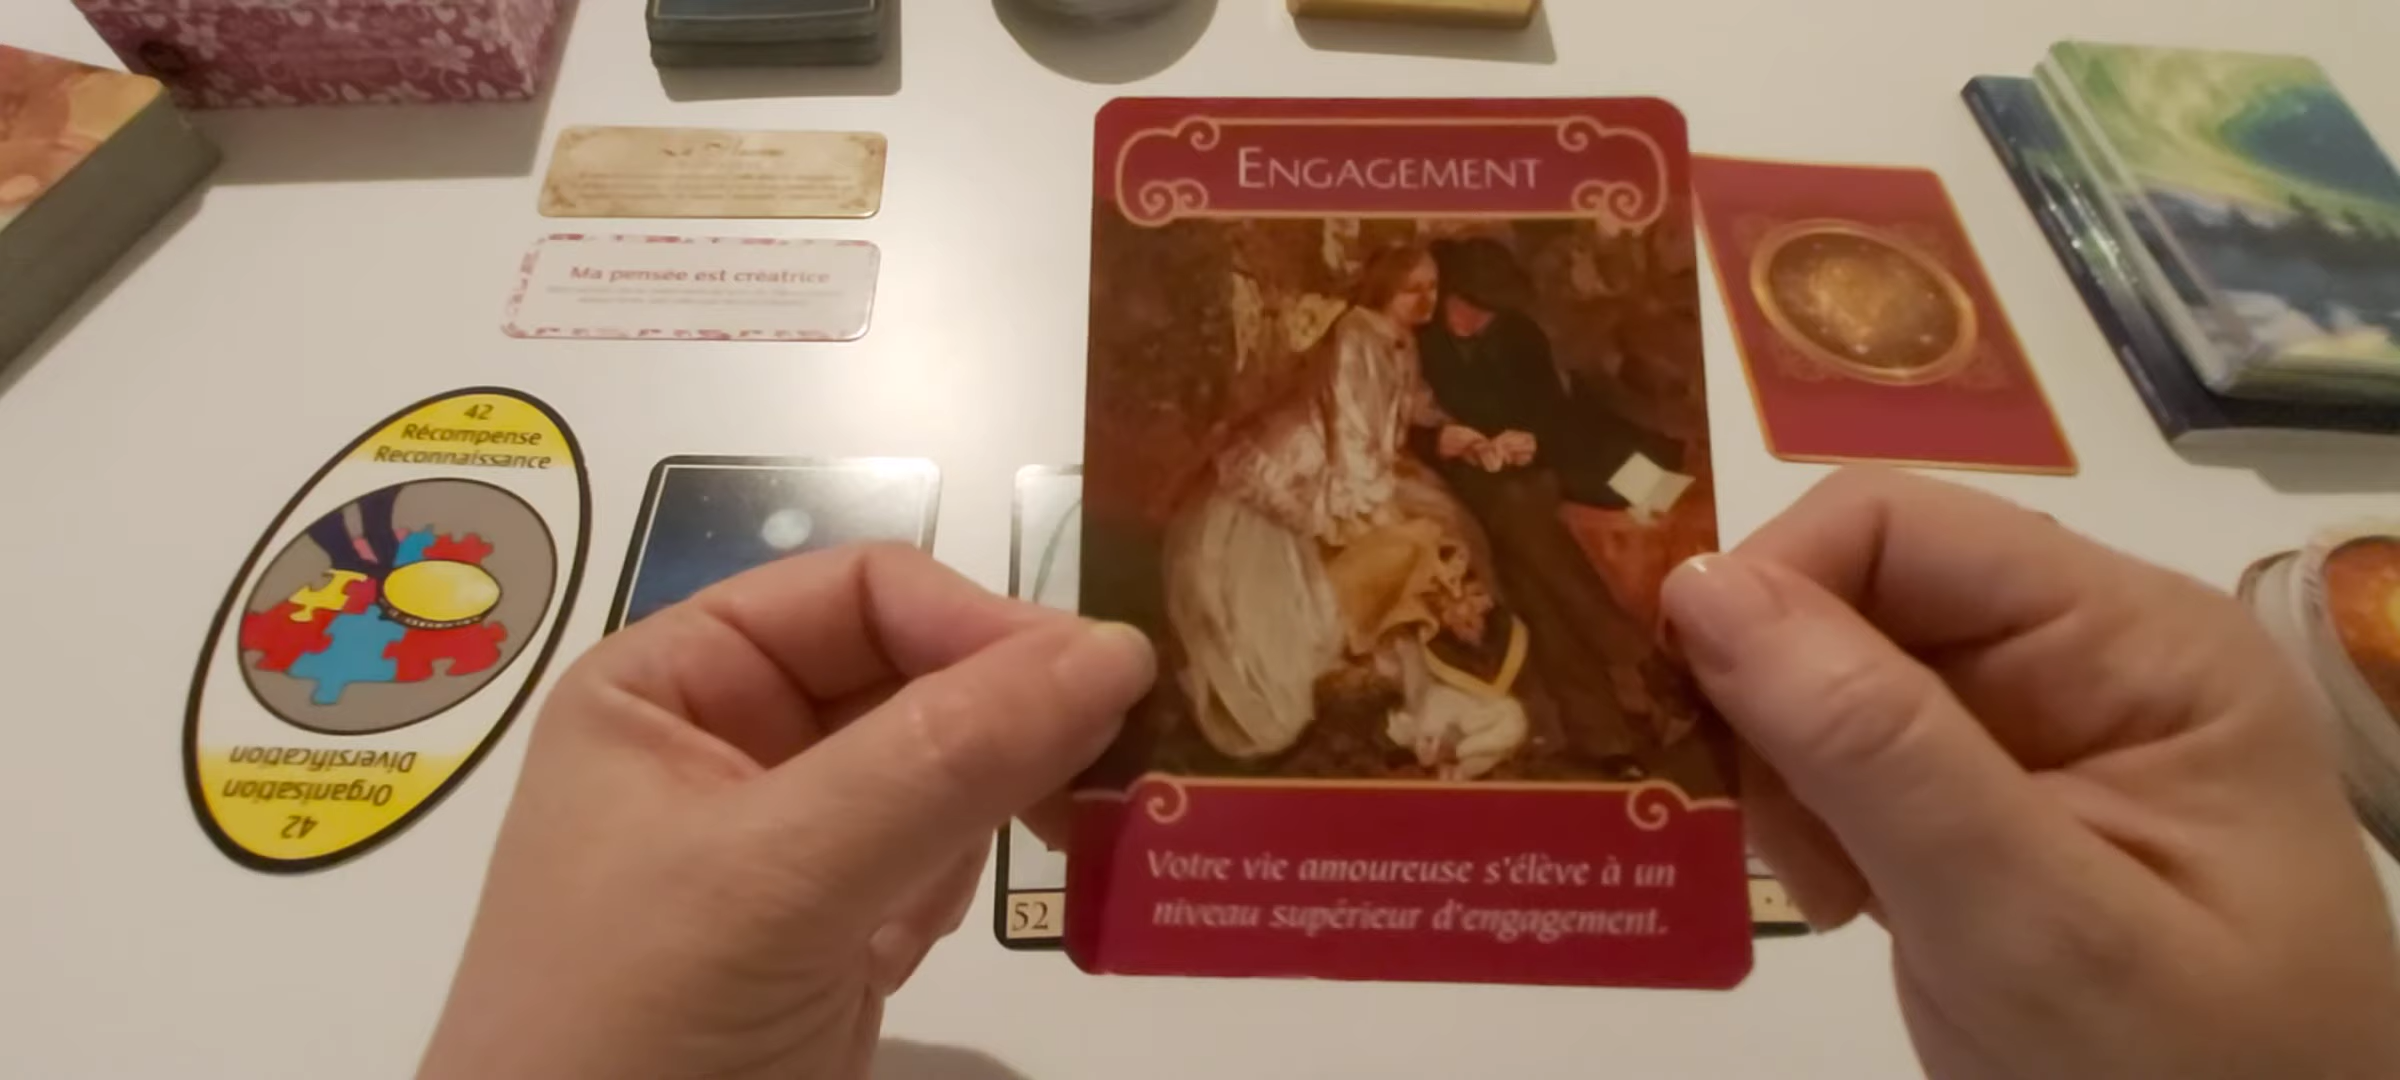 ENGAGEMENT
Ma pensée est créatrice
42
Récompense
Reconnaissance
Diversification
Organisation
42
52
Votre vie amoureuse s'élève à un
niveau supérieur d'engagement.